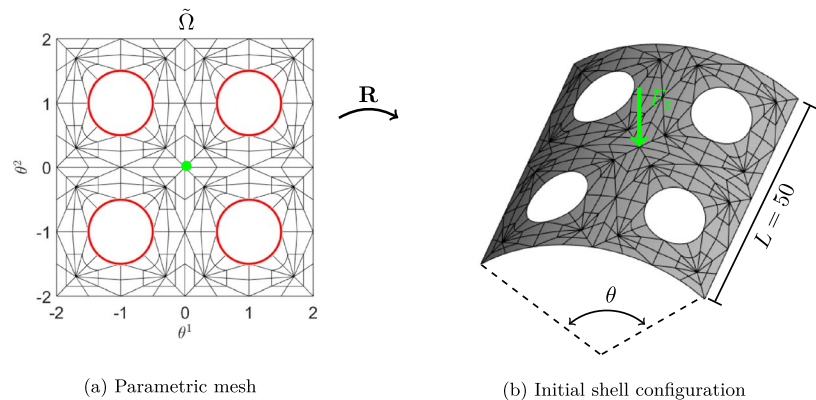 Ω̃
2
1
0
-1
-2
θ²
-2
-1
0
1
2
θ¹
R
L = 50
θ
(a) Parametric mesh
(b) Initial shell configuration